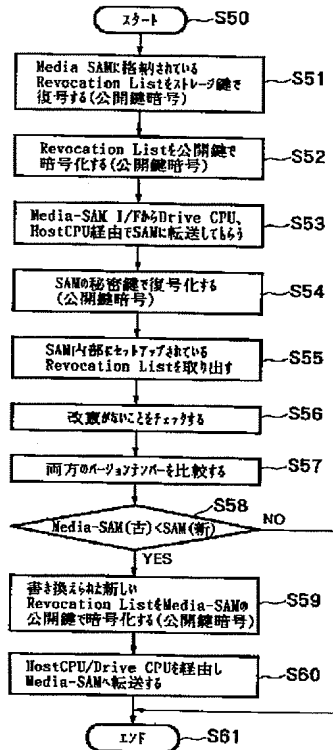 スタート
S50
Media SAMに格納されている
Revocation Listをストレージ鍵で
復号する(公開鍵暗号)
S51
Revocation Listを公開鍵で
暗号化する(公開鍵暗号)
S52
Media-SAM I/FからDrive CPU、
HostCPU経由でSAMに転送してもらう
S53
SAMの秘密鍵で復号化する
(公開鍵暗号)
S54
SAM内部にセットアップされている
Revocation Listを取り出す
S55
改竄がないことをチェックする
S56
両方のバージョンナンバーを比較する
S57
S58
Media-SAM(古)<SAM(新)
NO
YES
書き換えられた新しい
Revocation ListをMedia-SAMの
公開鍵で暗号化する(公開鍵暗号)
S59
HostCPU/Drive CPUを経由し
Media-SAMへ転送する
S60
エンド
S61